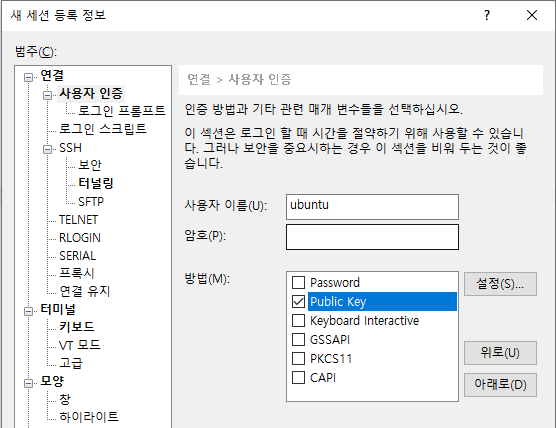 새 세션 등록 정보
? ×
범주(C):
연결
사용자 인증
로그인 프롬프트
로그인 스크립트
SSH
보안
터널링
SFTP
TELNET
RLOGIN
SERIAL
프록시
연결 유지
터미널
키보드
VT 모드
고급
모양
창
하이라이트
연결 > 사용자 인증
인증 방법과 기타 관련 매개 변수들을 선택하십시오.
이 섹션은 로그인 할 때 시간을 절약하기 위해 사용할 수 있습니
다. 그러나 보안을 중요시하는 경우 이 섹션을 비워 두는 것이 좋
습니다.
사용자 이름(U): ubuntu
암호(P):
방법(M):
Password
Public Key
Keyboard Interactive
GSSAPI
PKCS11
CAPI
설정(S)...
위로(U)
아래로(D)